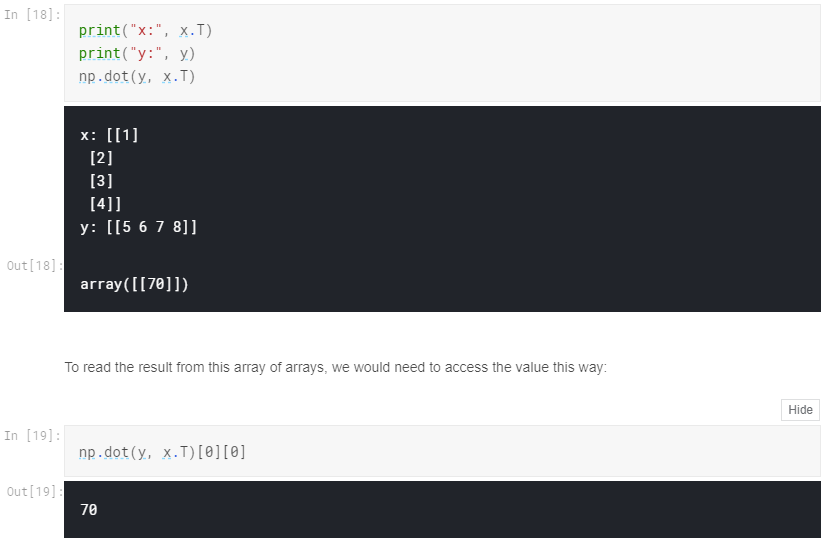 In [18]:
print("x:", x.T)
print("y:", y)
np.dot(y, x.T)
x: [[1]
[2]
[3]
[4]]
y: [[5 6 7 8]]
Out[18]:
array([[70]])
To read the result from this array of arrays, we would need to access the value this way:
Hide
In [19]:
np.dot(y, x.T)[0][0]
Out[19]:
70